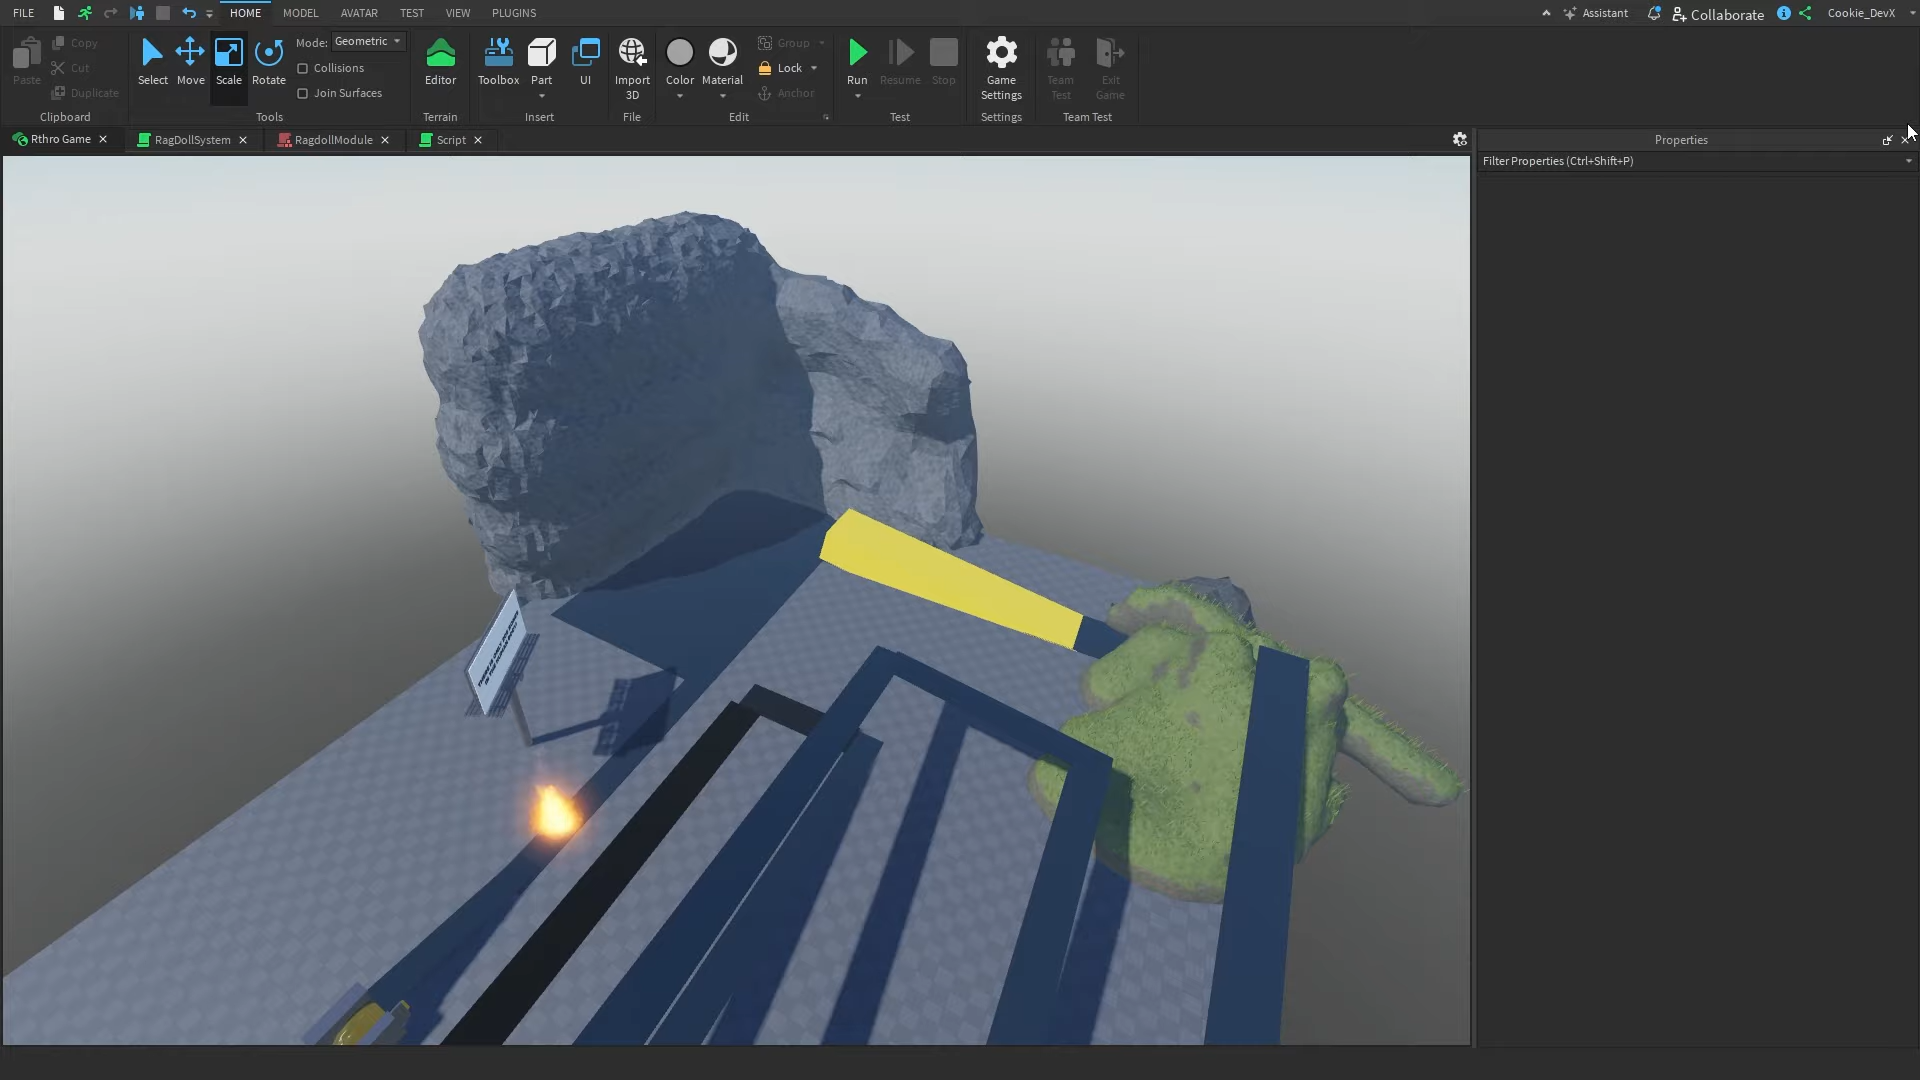 FILE HOME MODEL AVATAR TEST VIEW PLUGINS Assistant Collaborate Cookie_DevX
Paste Copy Cut Duplicate Clipboard
Select Move Scale Rotate Mode: Geometric Collisions Join Surfaces Tools
Editor Terrain
Toolbox Part UI Insert
Import 3D File
Color Material Group Lock Anchor Edit
Run Resume Stop Test
Game Settings Settings
Team Test Exit Game Team Test
Rthro Game RagDollSystem RagdollModule Script
Properties
Filter Properties (Ctrl+Shift+P)